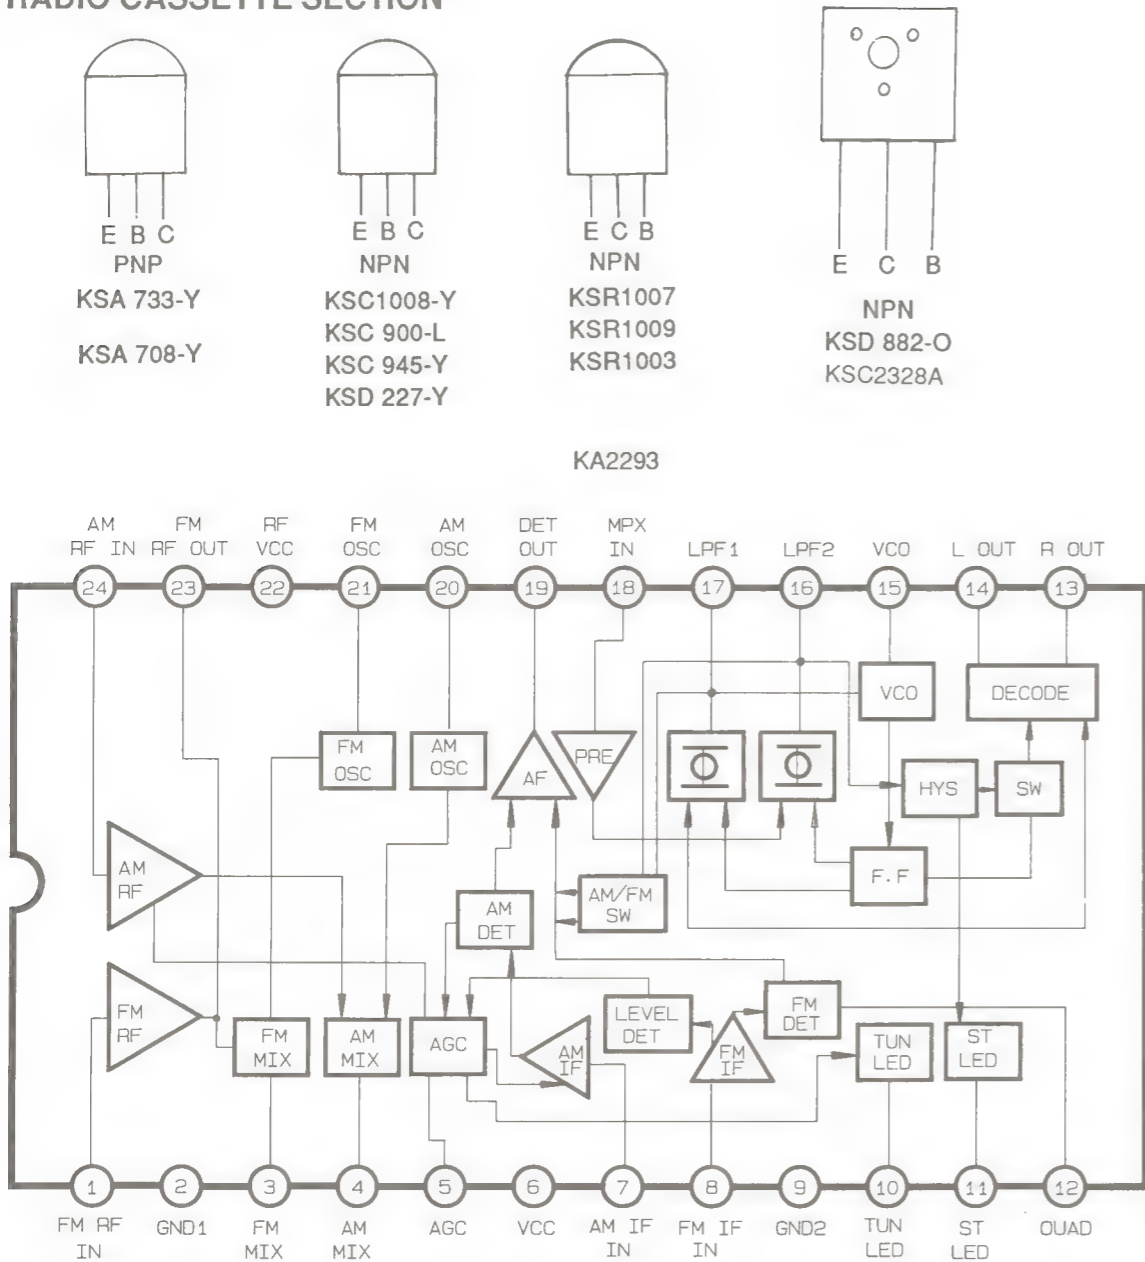 RADIO CASSETTE SECTION
E B C
PNP
KSA 733-Y
KSA 708-Y
E B C
NPN
KSC1008-Y
KSC 900-L
KSC 945-Y
KSD 227-Y
E C B
NPN
KSR1007
KSR1009
KSR1003
E C B
NPN
KSD 882-O
KSC2328A
KA2293
AM
RF IN
FM
RF OUT
RF
VCC
FM
OSC
AM
OSC
DET
OUT
MPX
IN
LPF1
LPF2
VCO
L OUT
R OUT
24
23
22
21
20
19
18
17
16
15
14
13
FM
OSC
AM
OSC
AF
PRE
VCO
DECODE
HYS
SW
F.F
AM
RF
AM
DET
AM/FM
SW
FM
RF
FM
MIX
AM
MIX
AGC
AM
IF
LEVEL
DET
FM
IF
FM
DET
TUN
LED
ST
LED
1
2
3
4
5
6
7
8
9
10
11
12
FM RF
IN
GND1
FM
MIX
AM
MIX
AGC
VCC
AM IF
IN
FM IF
IN
GND2
TUN
LED
ST
LED
QUAD